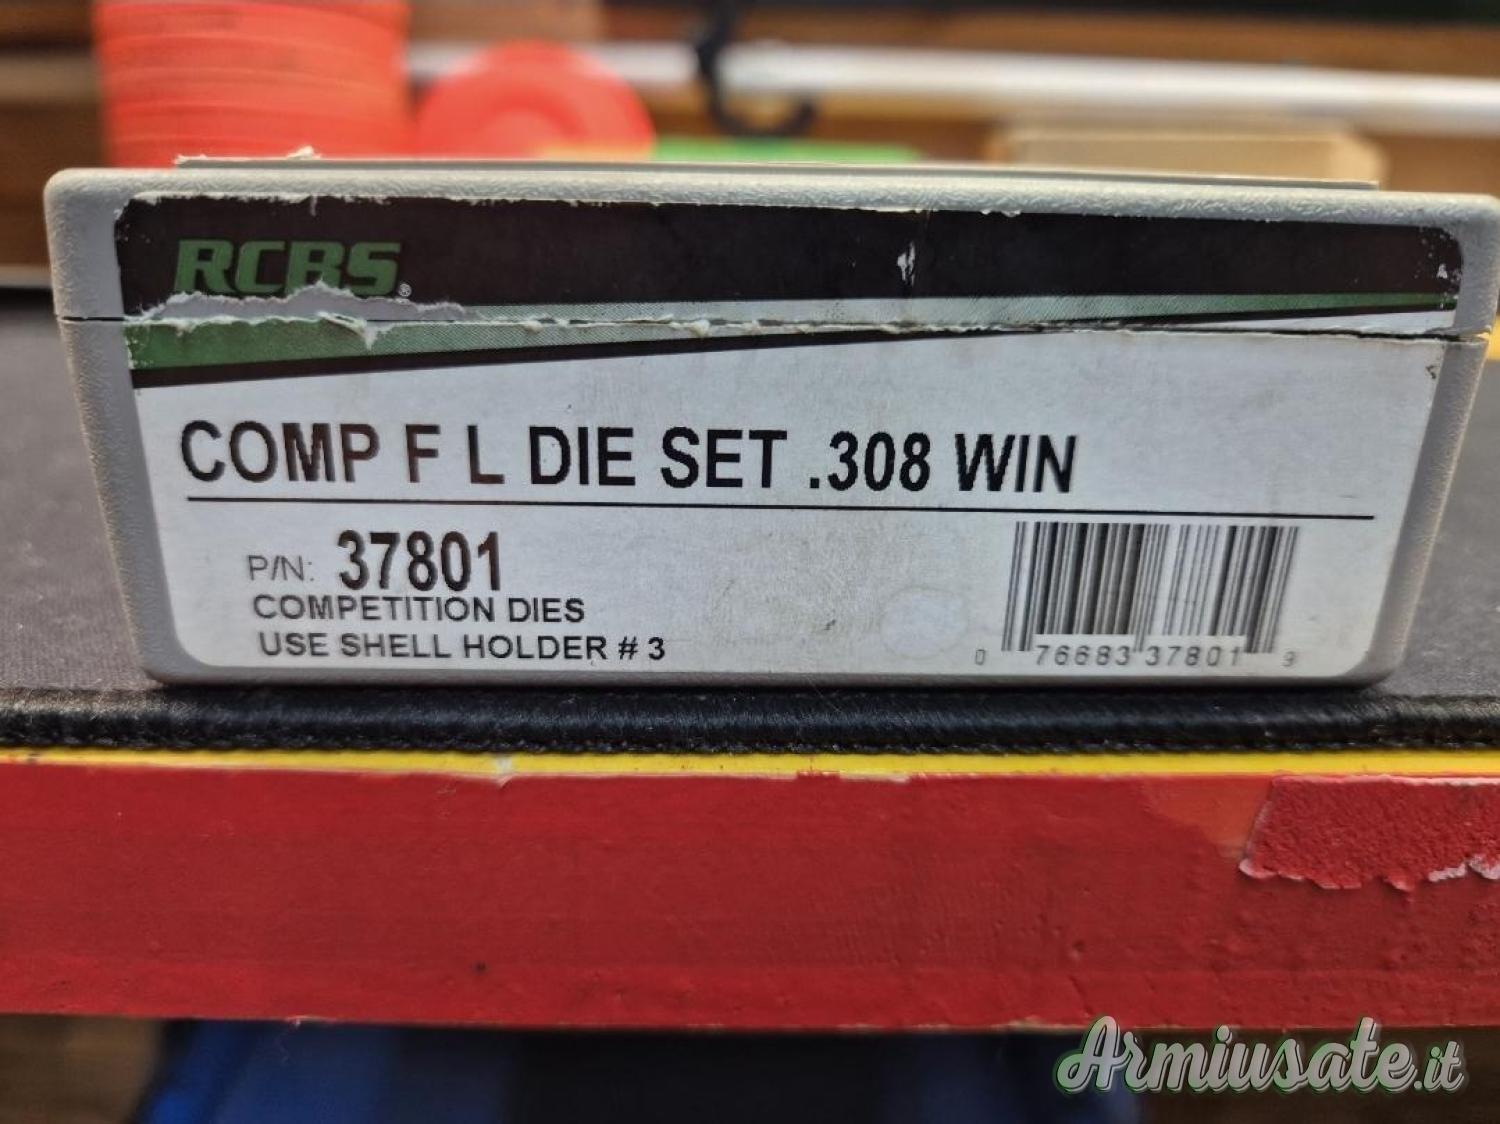 RCBS®
COMP F L DIE SET .308 WIN
P/N: 37801
COMPETITION DIES
USE SHELL HOLDER # 3
0 76683 37801 9
Armiusate.it